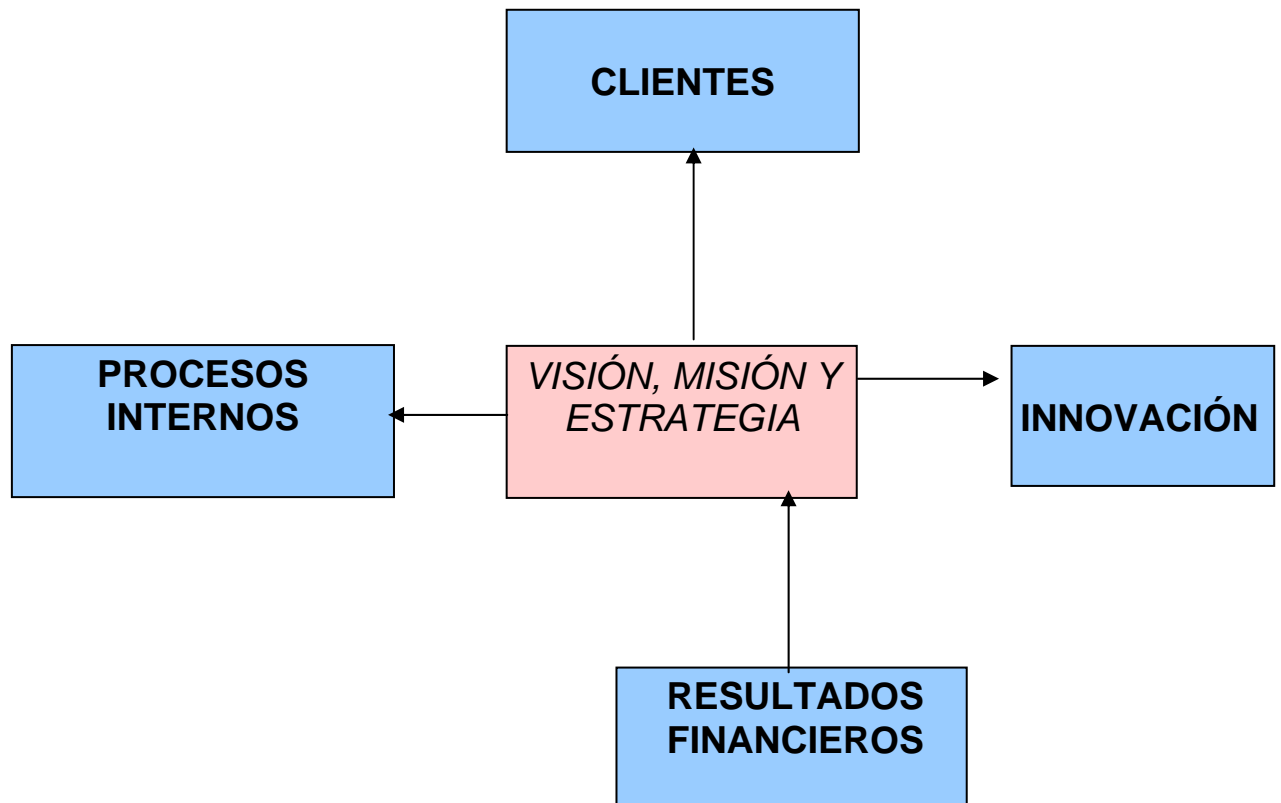 CLIENTES
PROCESOS
INTERNOS
VISIÓN, MISIÓN Y
ESTRATEGIA
INNOVACIÓN
RESULTADOS
FINANCIEROS